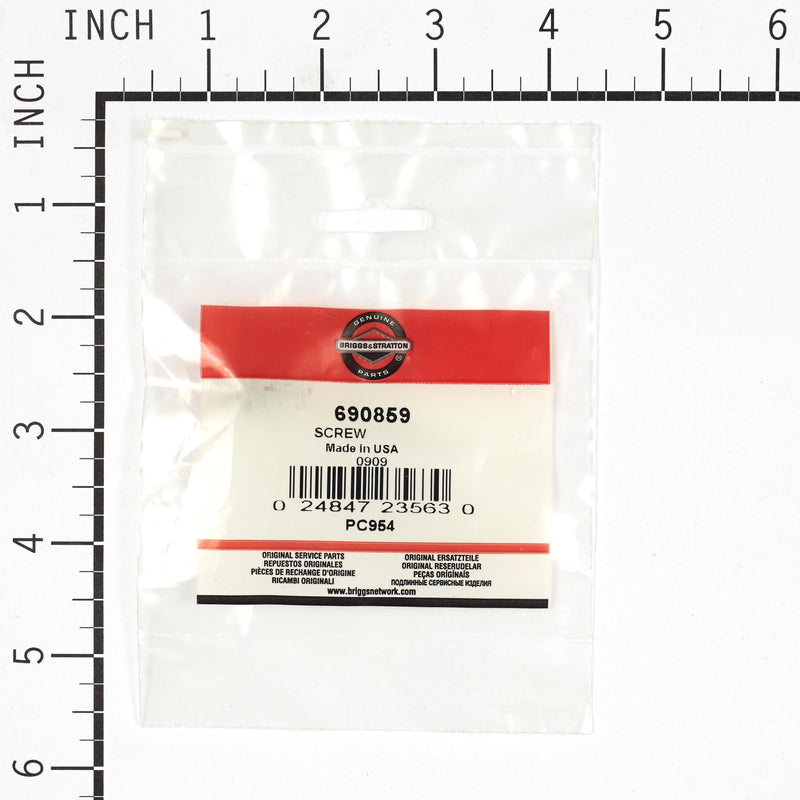 INCH 1 2 3 4 5 6
INCH
1
2
3
4
5
6
GENUINE
BRIGGS&STRATTON
®
PARTS
690859
SCREW
Made In USA
0909
0 24847 23563 0
PC954
ORIGINAL SERVICE PARTS
REPUESTOS ORIGINALES
PIÈCES DE RECHANGE D'ORIGINE
RICAMBI ORIGINALI
ORIGINAL ERSATZTEILE
ORIGINAL RESERUDELAR
PEÇAS ORIGINAIS
ПОДЛИННЫЕ СЕРВИСНЫЕ ИЗДЕЛИЯ
www.briggsnetwork.com